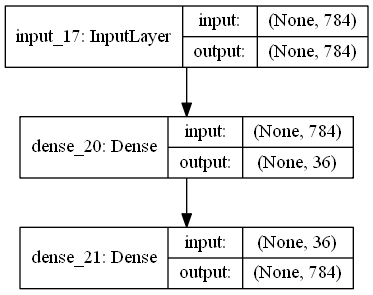 input_17: InputLayer
input: (None, 784)
output: (None, 784)
dense_20: Dense
input: (None, 784)
output: (None, 36)
dense_21: Dense
input: (None, 36)
output: (None, 784)